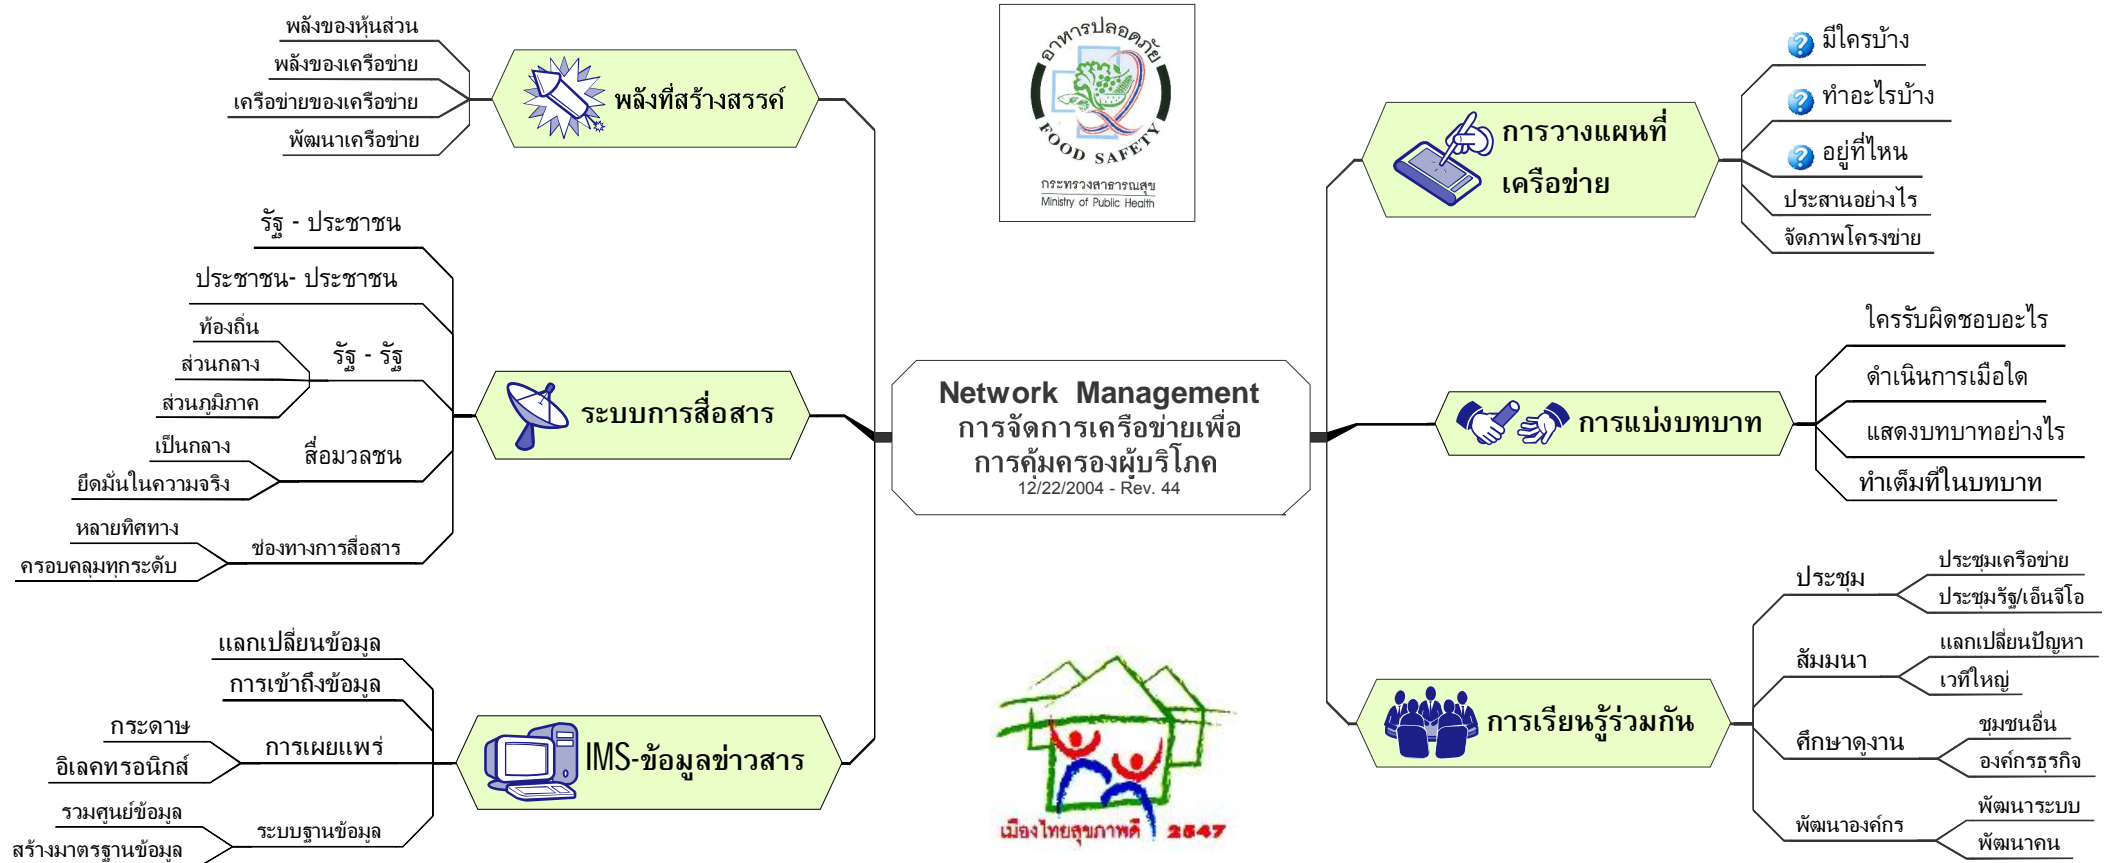 พลังของหุ้นส่วน
พลังของเครือข่าย
เครือข่ายของเครือข่าย
พัฒนาเครือข่าย
พลังที่สร้างสรรค์
รัฐ - ประชาชน
ประชาชน- ประชาชน
ท้องถิ่น
ส่วนกลาง
ส่วนภูมิภาค
รัฐ - รัฐ
เป็นกลาง
ยึดมั่นในความจริง
สื่อมวลชน
หลายทิศทาง
ครอบคลุมทุกระดับ
ช่องทางการสื่อสาร
ระบบการสื่อสาร
แลกเปลี่ยนข้อมูล
การเข้าถึงข้อมูล
กระดาษ
อิเลคทรอนิกส์
การเผยแพร่
รวมศูนย์ข้อมูล
สร้างมาตรฐานข้อมูล
ระบบฐานข้อมูล
IMS-ข้อมูลข่าวสาร
อาหารปลอดภัย
FOOD SAFETY
กระทรวงสาธารณสุข
Ministry of Public Health
Network Management
การจัดการเครือข่ายเพื่อ
การคุ้มครองผู้บริโภค
12/22/2004 - Rev. 44
เมืองไทยสุขภาพดี 2547
การวางแผนที่
เครือข่าย
มีใครบ้าง
ทำอะไรบ้าง
อยู่ที่ไหน
ประสานอย่างไร
จัดภาพโครงข่าย
การแบ่งบทบาท
ใครรับผิดชอบอะไร
ดำเนินการเมื่อใด
แสดงบทบาทอย่างไร
ทำเต็มที่ในบทบาท
การเรียนรู้ร่วมกัน
ประชุม
ประชุมเครือข่าย
ประชุมรัฐ/เอ็นจีโอ
สัมมนา
แลกเปลี่ยนปัญหา
เวทีใหญ่
ศึกษาดูงาน
ชุมชนอื่น
องค์กรธุรกิจ
พัฒนาองค์กร
พัฒนาระบบ
พัฒนาคน